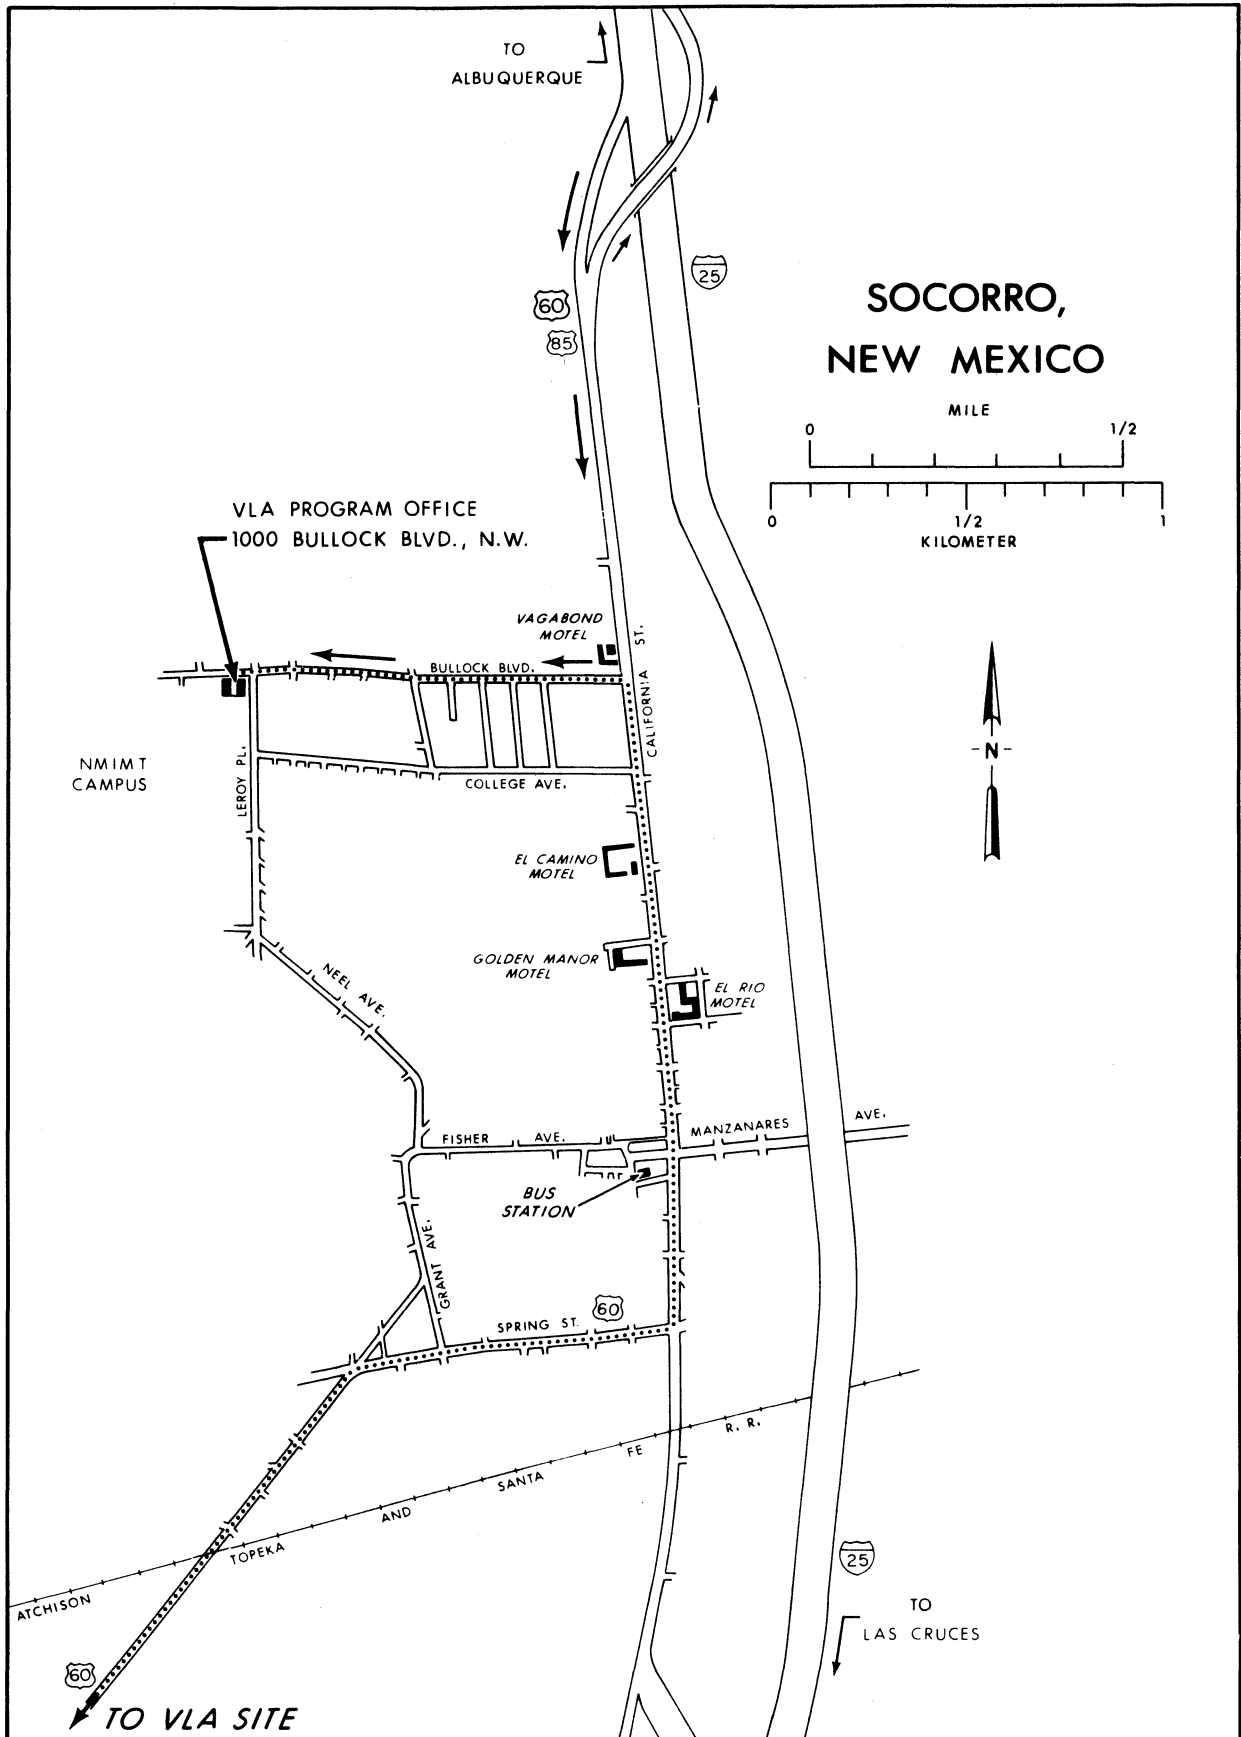 TO
ALBUQUERQUE
25
60
85
SOCORRO,
NEW MEXICO
MILE
0 1/2
0 1/2 1
KILOMETER
VLA PROGRAM OFFICE
1000 BULLOCK BLVD., N.W.
VAGABOND
MOTEL
CALIFORNIA ST.
BULLOCK BLVD.
NMIMT
CAMPUS
LEROY PL.
COLLEGE AVE.
-N-
EL CAMINO
MOTEL
GOLDEN MANOR
MOTEL
NEEL AVE.
EL RIO
MOTEL
FISHER AVE.
MANZANARES AVE.
BUS
STATION
GRANT AVE.
60
SPRING ST.
ATCHISON TOPEKA AND SANTA FE R. R.
25
TO
LAS CRUCES
60
TO VLA SITE